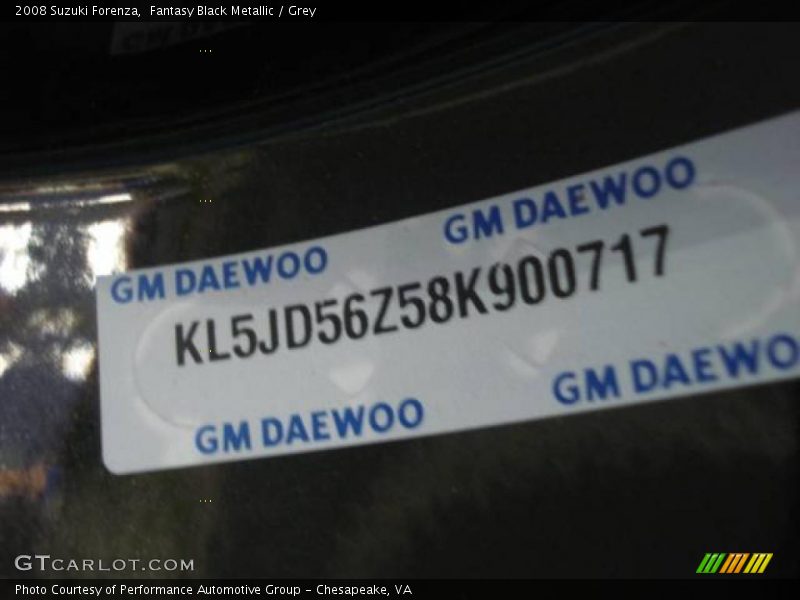 2008 Suzuki Forenza,  Fantasy Black Metallic / Grey
GM DAEWOO GM DAEWOO
KL5JD56Z58K900717
GM DAEWOO GM DAEWOO
GTCARLOT.COM
Photo Courtesy of Performance Automotive Group - Chesapeake, VA